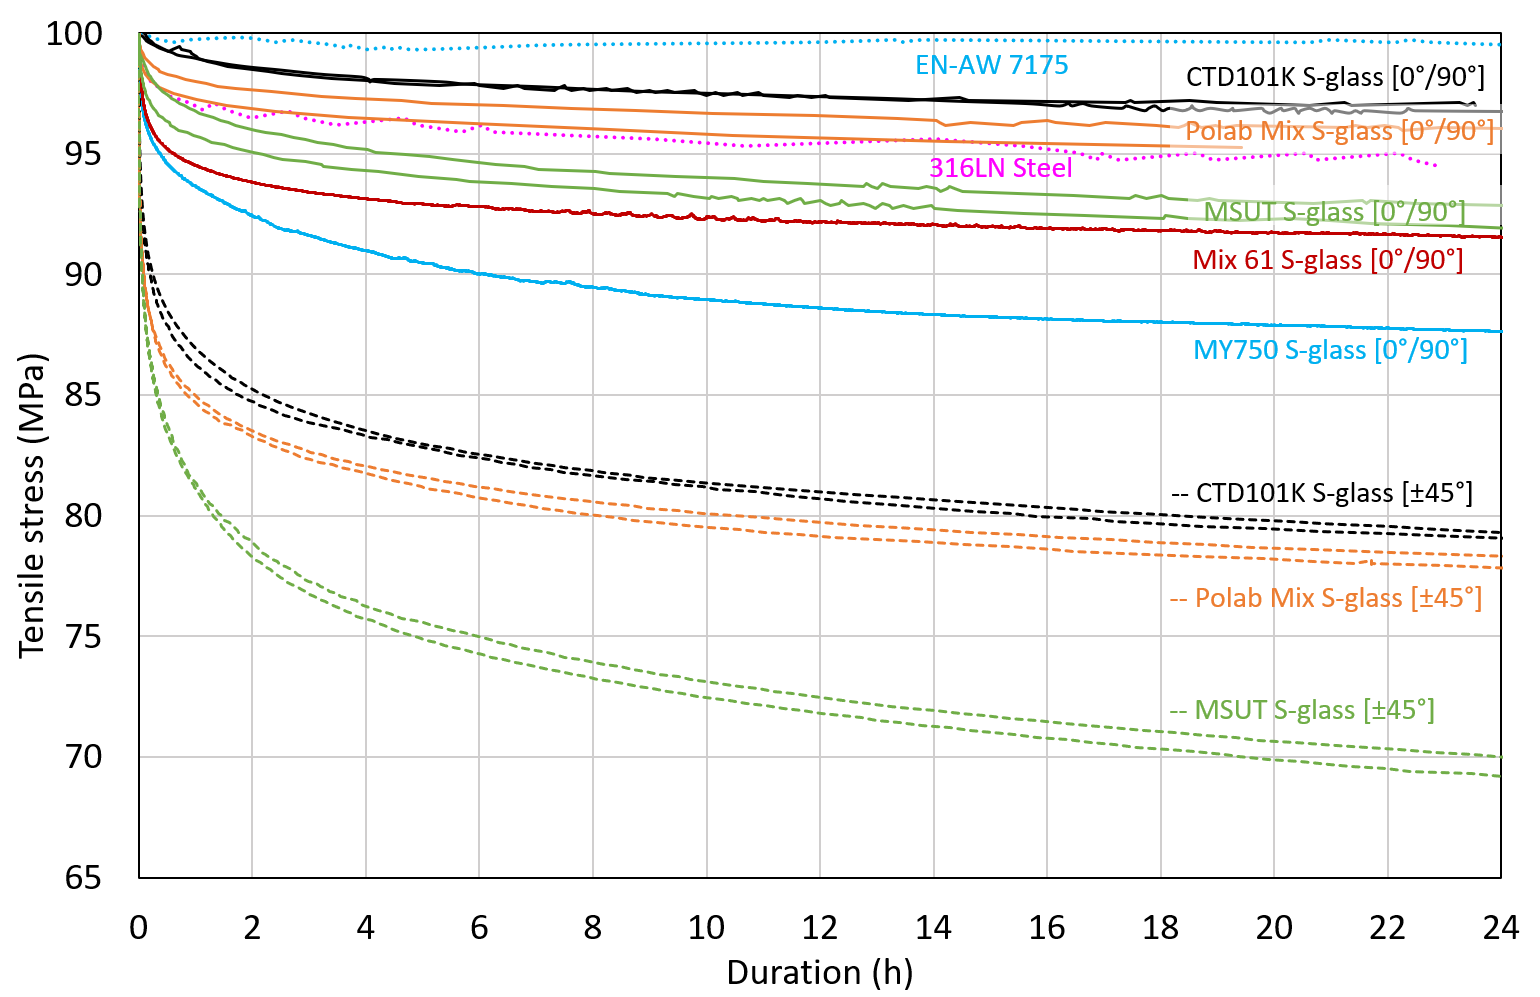 100
95
90
85
80
75
70
65
Tensile stress (MPa)
EN-AW 7175
CTD101K S-glass [0°/90°]
Polab Mix S-glass [0°/90°]
316LN Steel
MSUT S-glass [0°/90°]
Mix 61 S-glass [0°/90°]
MY750 S-glass [0°/90°]
-- CTD101K S-glass [±45°]
-- Polab Mix S-glass [±45°]
-- MSUT S-glass [±45°]
0 2 4 6 8 10 12 14 16 18 20 22 24
Duration (h)